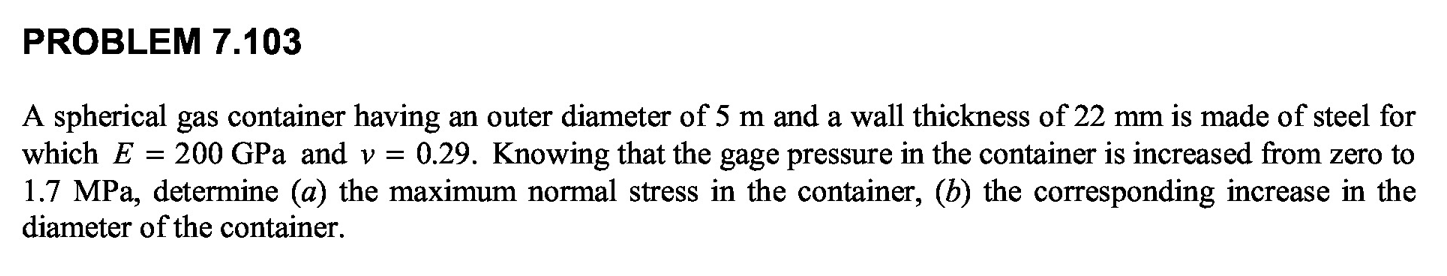 PROBLEM 7.103
A spherical gas container having an outer diameter of 5 m and a wall thickness of 22 mm is made of steel for
which E = 200 GPa and ν = 0.29. Knowing that the gage pressure in the container is increased from zero to
1.7 MPa, determine (a) the maximum normal stress in the container, (b) the corresponding increase in the
diameter of the container.